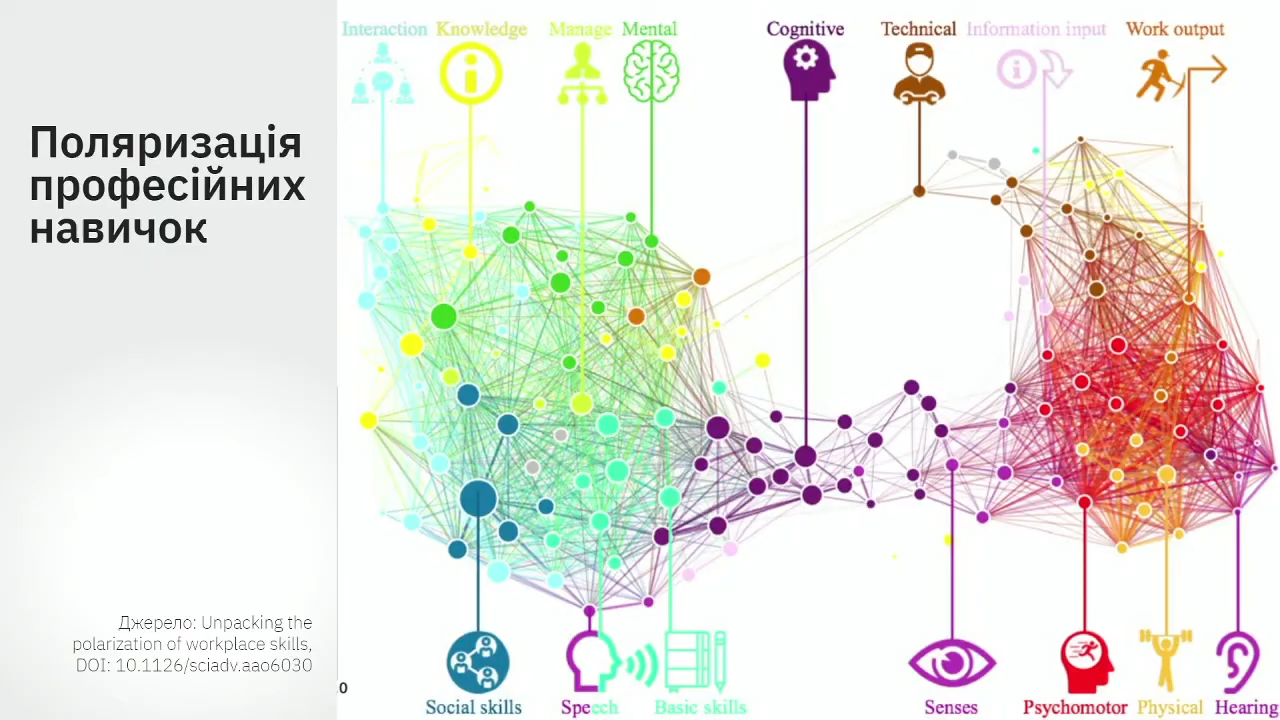 Поляризація
професійних
навичок
Джерело: Unpacking the
polarization of workplace skills,
DOI: 10.1126/sciadv.aao6030
Interaction Knowledge Manage Mental Cognitive Technical Information input Work output
.0
Social skills Speech Basic skills Senses Psychomotor Physical Hearing